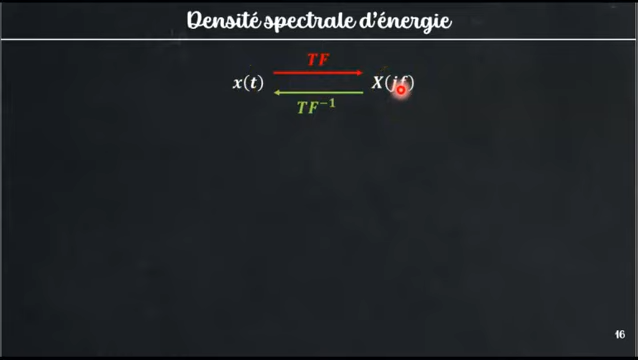 Densité spectrale d'énergie
TF
x(t) X(jf)
TF⁻¹
16